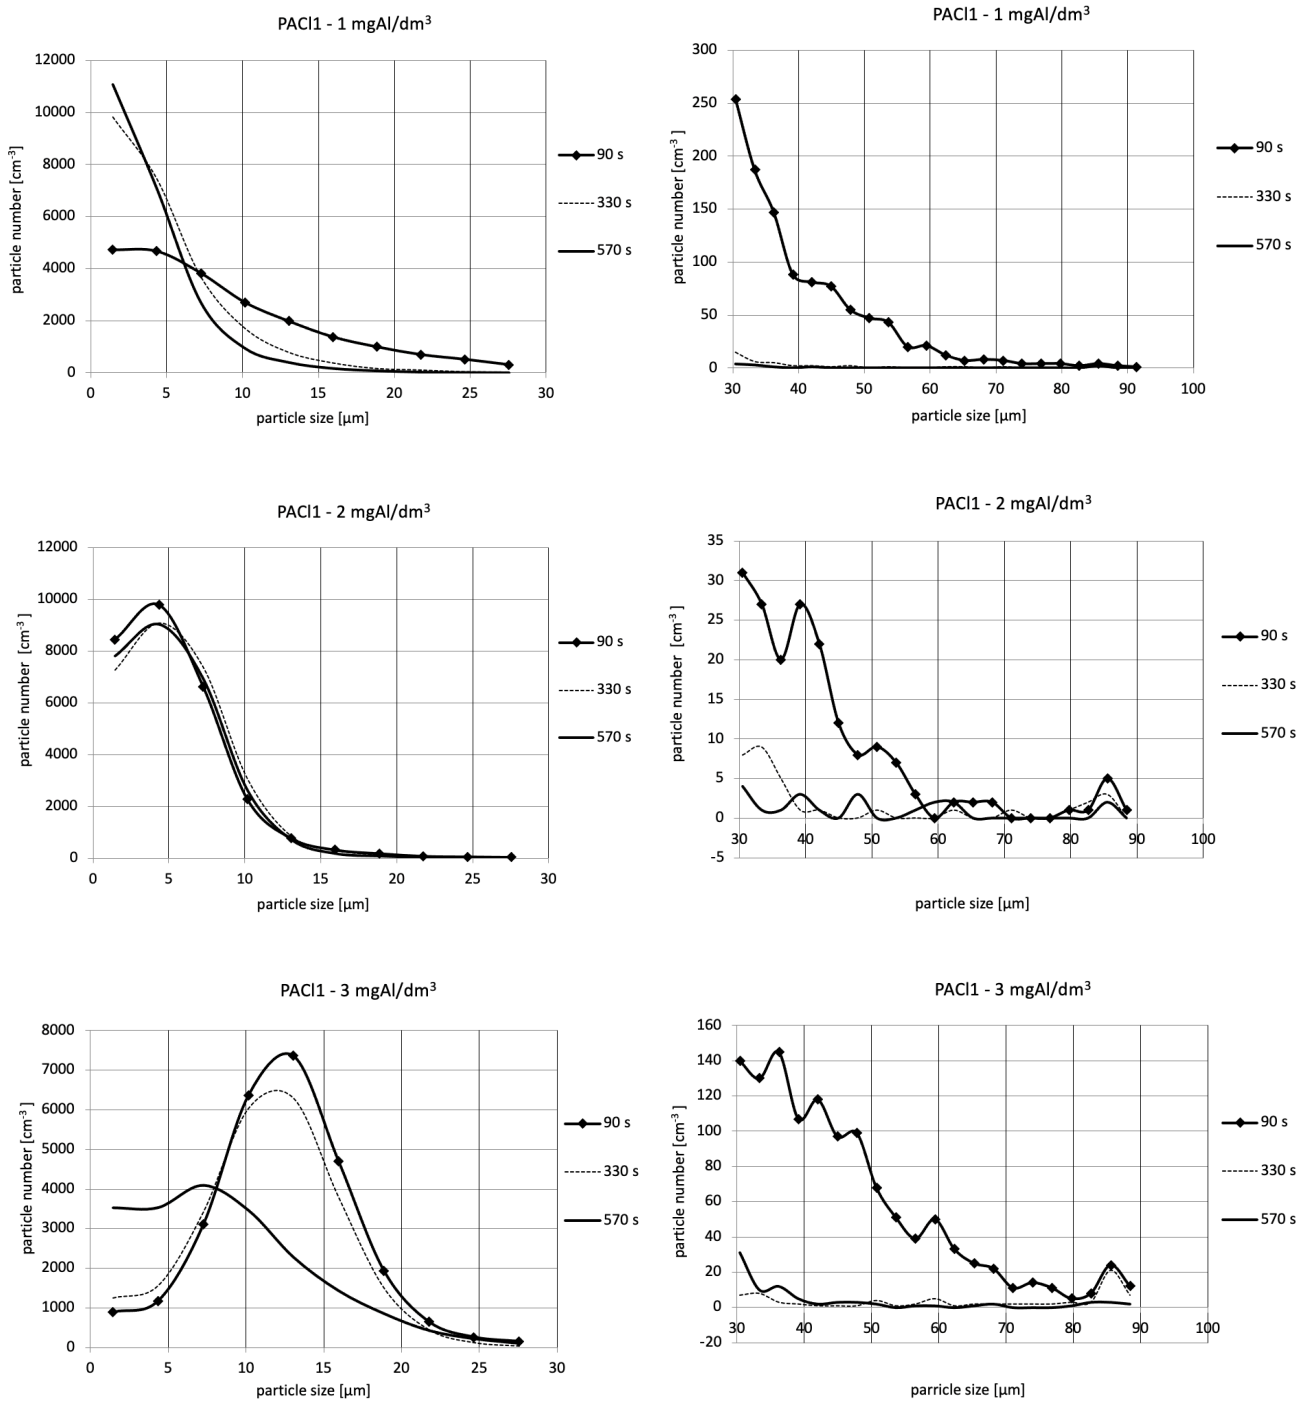 PACl1 - 1 mgAl/dm³
12000
10000
8000
6000
4000
2000
0
0 5 10 15 20 25 30
particle number [cm⁻³]
particle size [µm]
90 s
330 s
570 s
PACl1 - 1 mgAl/dm³
300
250
200
150
100
50
0
30 40 50 60 70 80 90 100
particle number [cm⁻³ ]
particle size [µm]
90 s
330 s
570 s
PACl1 - 2 mgAl/dm³
12000
10000
8000
6000
4000
2000
0
0 5 10 15 20 25 30
particle number [cm⁻³ ]
particle size [µm]
90 s
330 s
570 s
PACl1 - 2 mgAl/dm³
35
30
25
20
15
10
5
0
-5
30 40 50 60 70 80 90 100
particle number [cm⁻³ ]
particle size [µm]
90 s
330 s
570 s
PACl1 - 3 mgAl/dm³
8000
7000
6000
5000
4000
3000
2000
1000
0
0 5 10 15 20 25 30
particle number [cm⁻³ ]
particle size [µm]
90 s
330 s
570 s
PACl1 - 3 mgAl/dm³
160
140
120
100
80
60
40
20
0
-20
30 40 50 60 70 80 90 100
particle number [cm⁻³ ]
parricle size [µm]
90 s
330 s
570 s